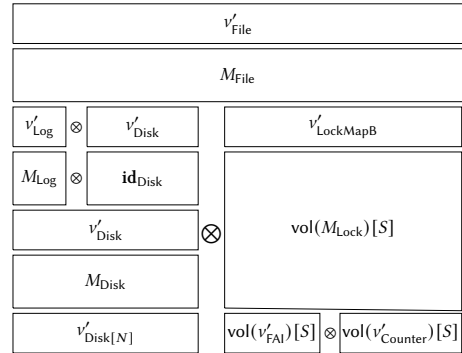 ν′File
MFile
ν′Log ⊗ ν′Disk ν′LockMapB
MLog ⊗ idDisk
ν′Disk ⊗ vol(MLock)[S]
MDisk
ν′Disk[N] vol(ν′FAI)[S] ⊗ vol(ν′Counter)[S]